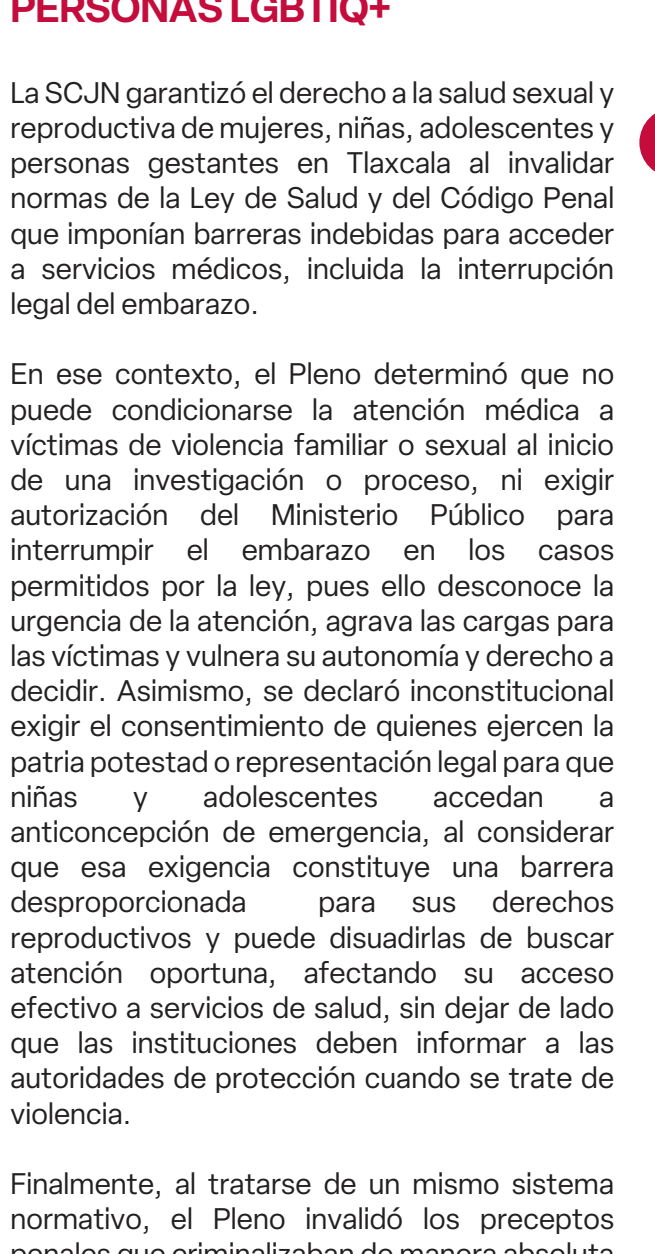 PERSONAS LGBTIQ+
La SCJN garantizó el derecho a la salud sexual y
reproductiva de mujeres, niñas, adolescentes y
personas gestantes en Tlaxcala al invalidar
normas de la Ley de Salud y del Código Penal
que imponían barreras indebidas para acceder
a servicios médicos, incluida la interrupción
legal del embarazo.
En ese contexto, el Pleno determinó que no
puede condicionarse la atención médica a
víctimas de violencia familiar o sexual al inicio
de una investigación o proceso, ni exigir
autorización del Ministerio Público para
interrumpir el embarazo en los casos
permitidos por la ley, pues ello desconoce la
urgencia de la atención, agrava las cargas para
las víctimas y vulnera su autonomía y derecho a
decidir. Asimismo, se declaró inconstitucional
exigir el consentimiento de quienes ejercen la
patria potestad o representación legal para que
niñas y adolescentes accedan a
anticoncepción de emergencia, al considerar
que esa exigencia constituye una barrera
desproporcionada para sus derechos
reproductivos y puede disuadirlas de buscar
atención oportuna, afectando su acceso
efectivo a servicios de salud, sin dejar de lado
que las instituciones deben informar a las
autoridades de protección cuando se trate de
violencia.
Finalmente, al tratarse de un mismo sistema
normativo, el Pleno invalidó los preceptos
penales que criminalizaban de manera absoluta